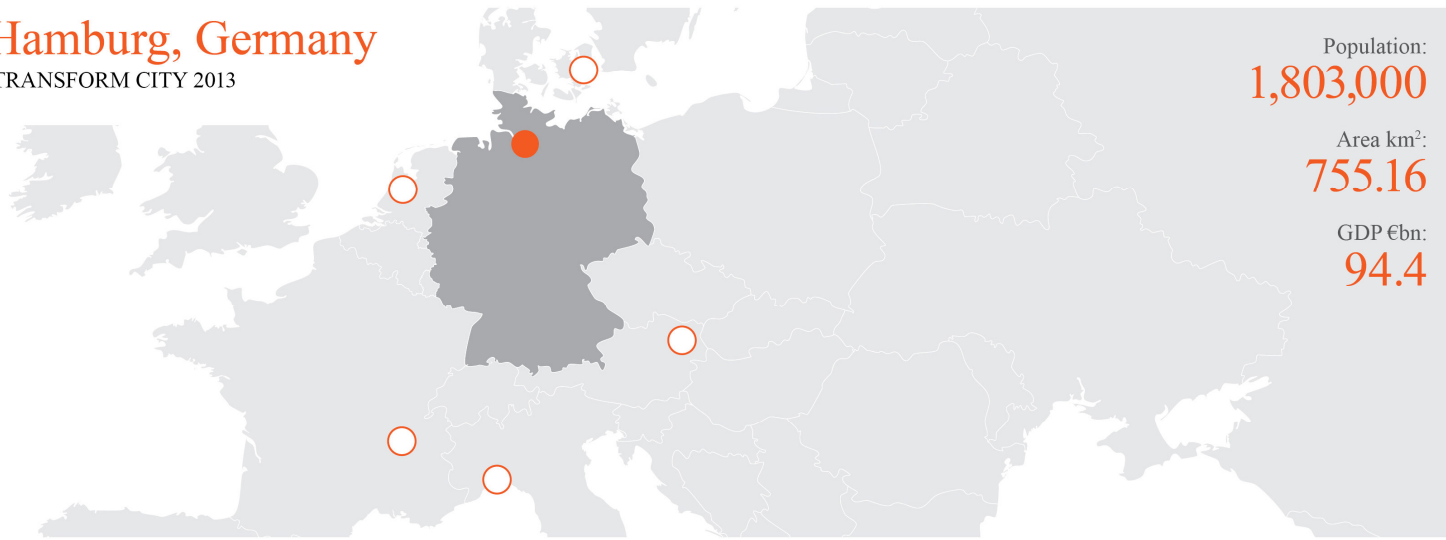 Hamburg, Germany
TRANSFORM CITY 2013
Population:
1,803,000
Area km²:
755.16
GDP €bn:
94.4